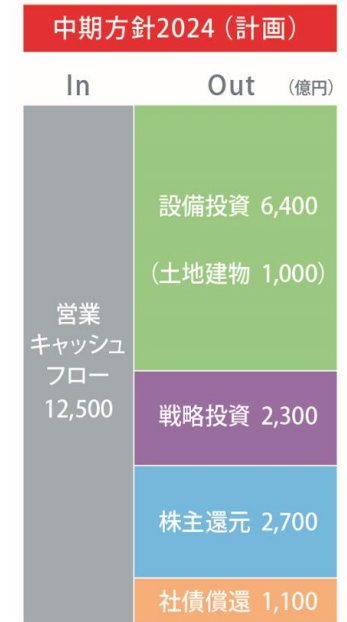 中期方針2024（計画）
In
Out （億円）
営業
キャッシュ
フロー
12,500
設備投資 6,400
（土地建物 1,000）
戦略投資 2,300
株主還元 2,700
社債償還 1,100